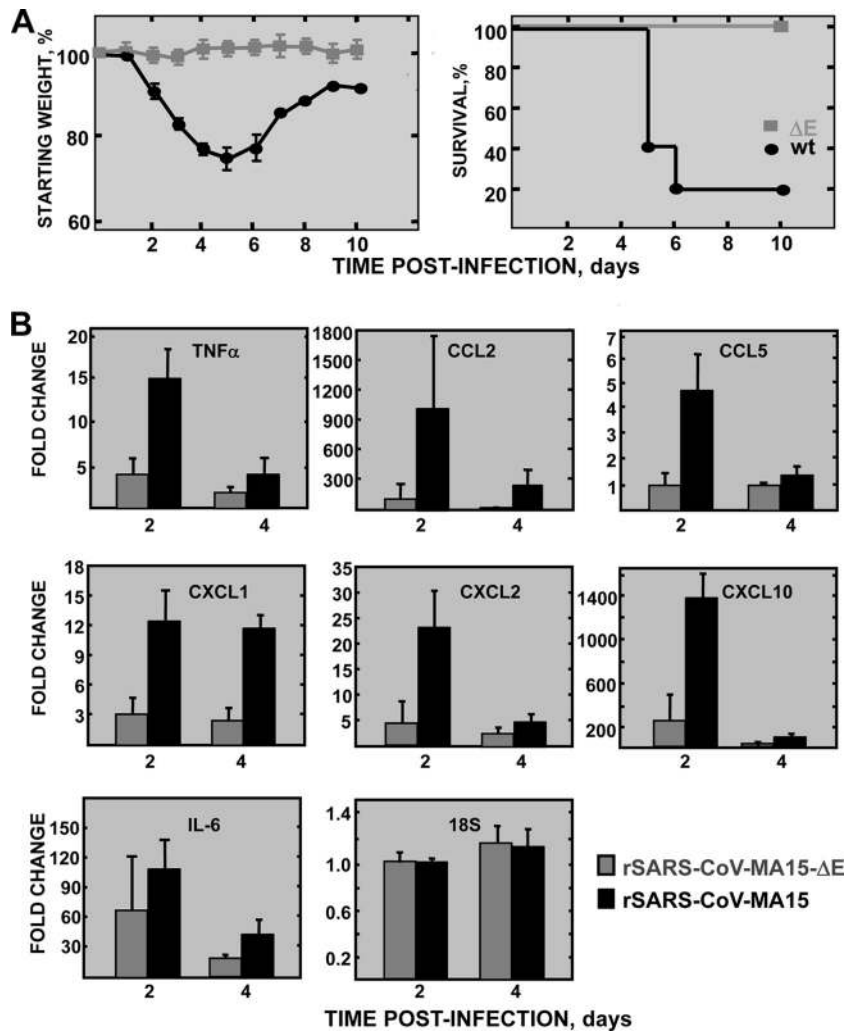 A
STARTING WEIGHT, %
100
80
60
2 4 6 8 10
SURVIVAL,%
100
80
60
40
20
2 4 6 8 10
ΔE
wt
TIME POST-INFECTION, days
B
FOLD CHANGE
20
15
10
5
TNFα
2 4
1800
1500
1200
900
600
300
CCL2
2 4
7
6
5
4
3
2
1
CCL5
2 4
FOLD CHANGE
18
15
12
9
6
3
CXCL1
2 4
35
30
25
20
15
10
5
CXCL2
2 4
1400
1000
600
200
CXCL10
2 4
FOLD CHANGE
150
120
90
60
30
IL-6
2 4
1.4
1.0
0.6
0.2
18S
2 4
rSARS-CoV-MA15-ΔE
rSARS-CoV-MA15
TIME POST-INFECTION, days